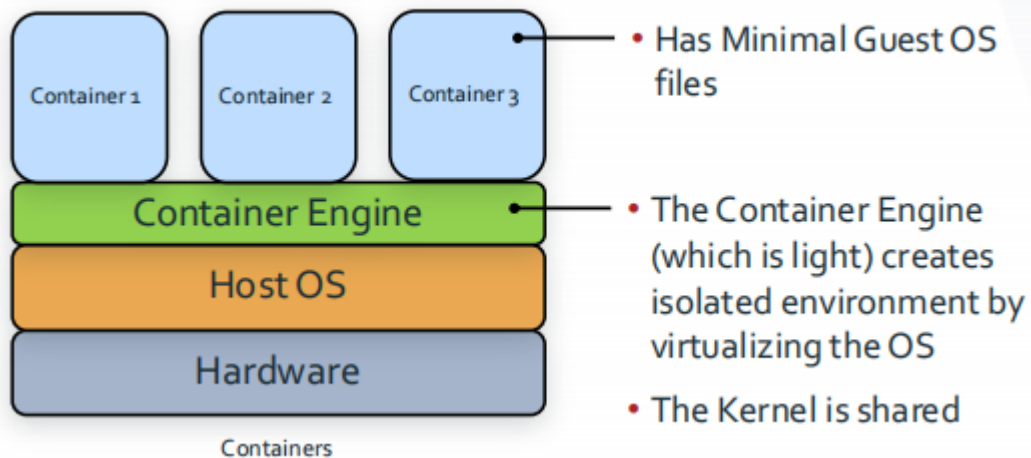 Container 1
Container 2
Container 3
• Has Minimal Guest OS
files
Container Engine
• The Container Engine
(which is light) creates
isolated environment by
virtualizing the OS
Host OS
Hardware
• The Kernel is shared
Containers